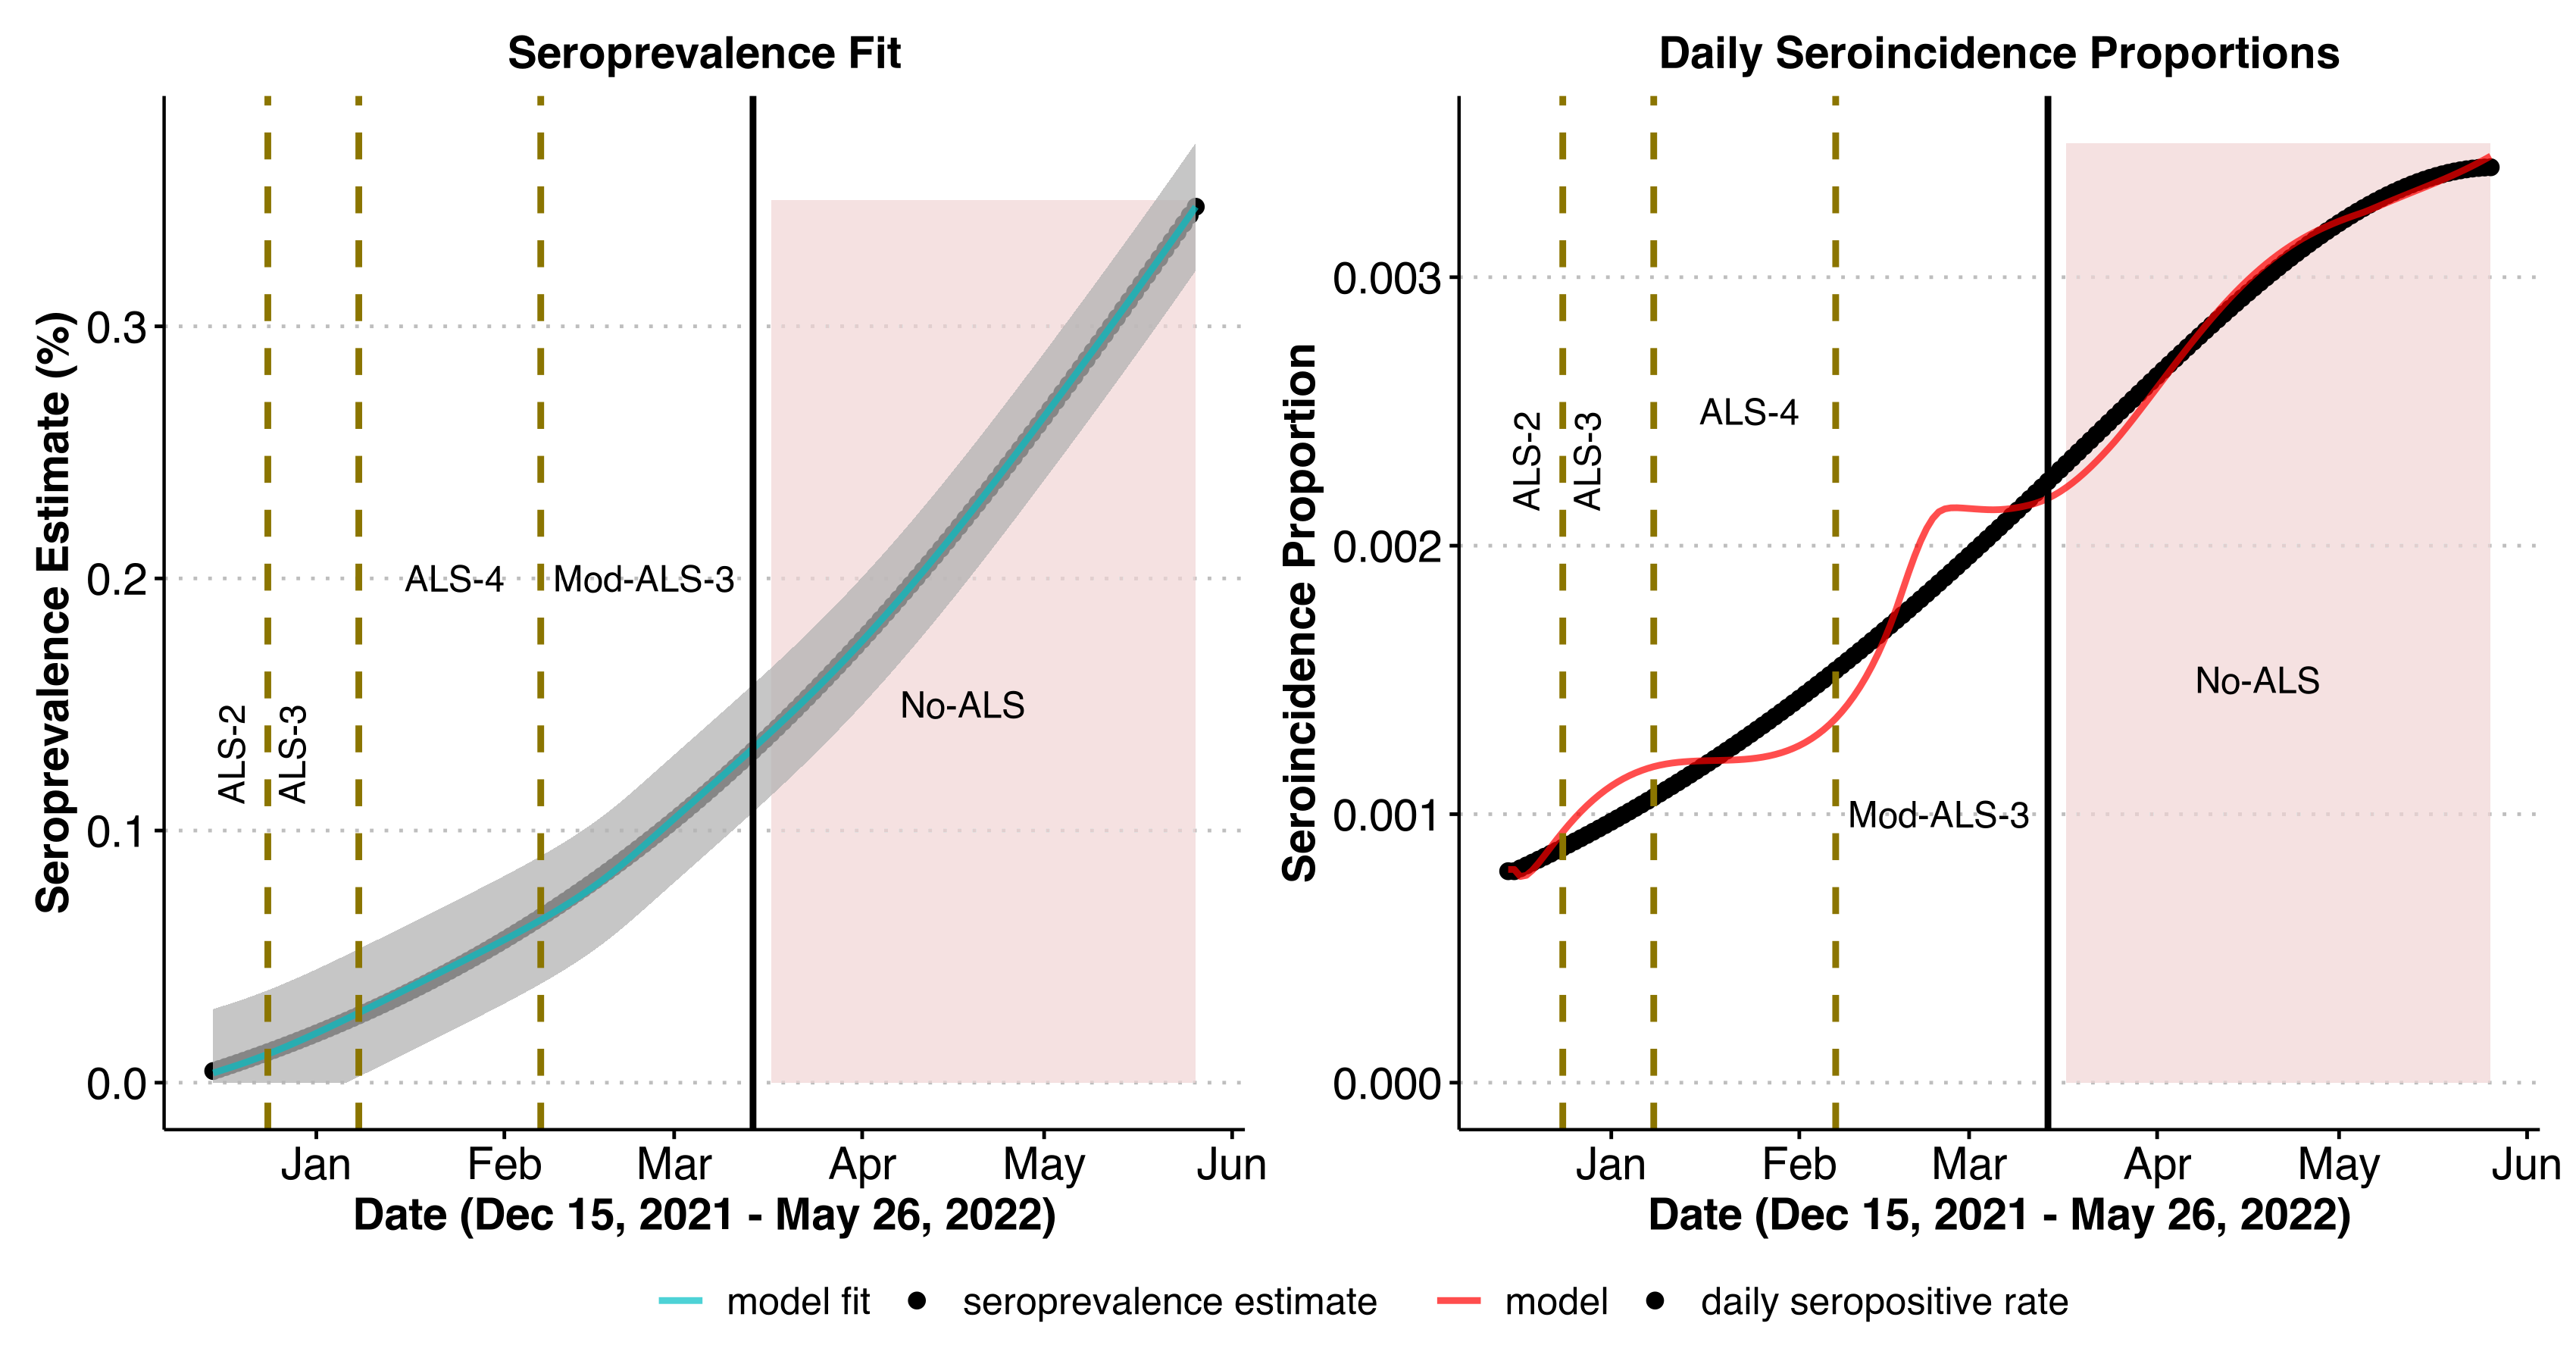 Seroprevalence Fit
Seroprevalence Estimate (%)
0.3
0.2
0.1
0.0
ALS-2
ALS-3
ALS-4
Mod-ALS-3
No-ALS
Jan
Feb
Mar
Apr
May
Jun
Date (Dec 15, 2021 - May 26, 2022)
Daily Seroincidence Proportions
Seroincidence Proportion
0.003
0.002
0.001
0.000
ALS-2
ALS-3
ALS-4
Mod-ALS-3
No-ALS
Jan
Feb
Mar
Apr
May
Jun
Date (Dec 15, 2021 - May 26, 2022)
model fit
seroprevalence estimate
model
daily seropositive rate